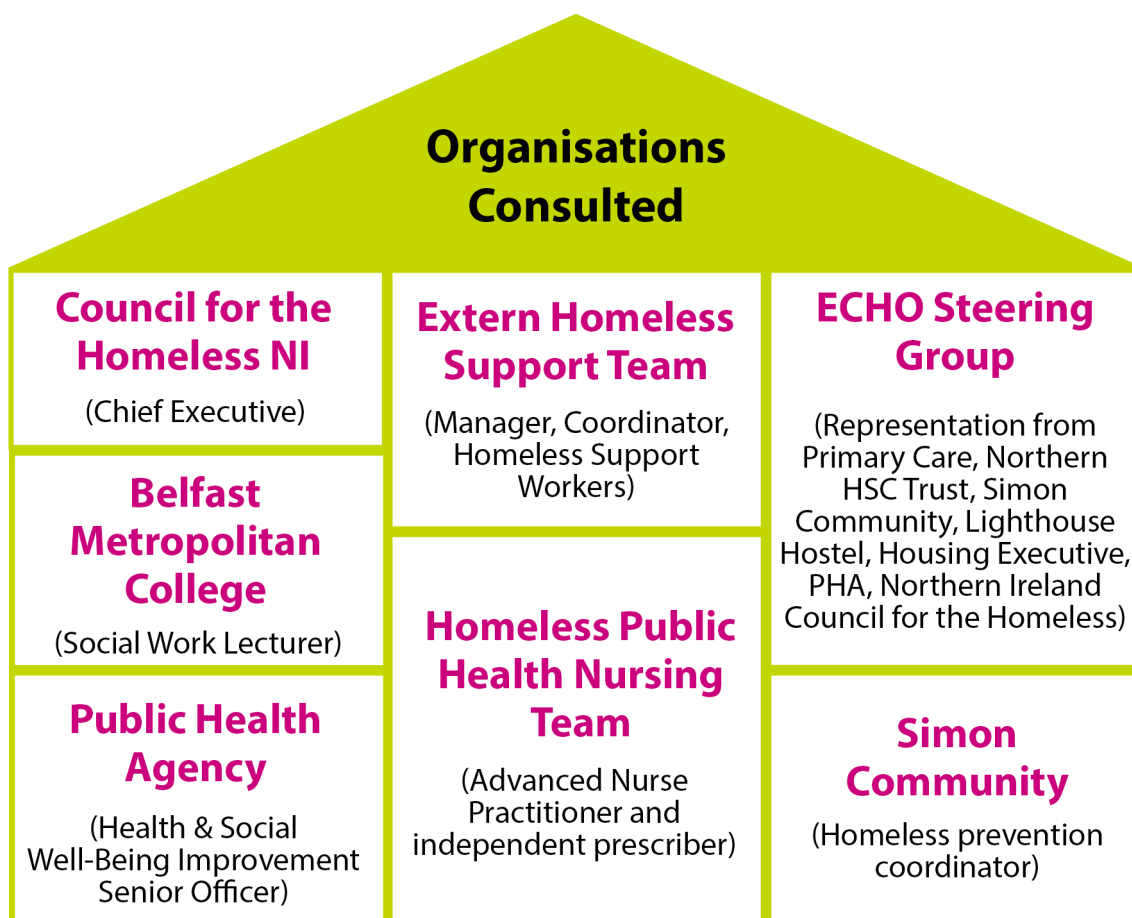 Organisations
Consulted
Council for the
Homeless NI
(Chief Executive)
Belfast
Metropolitan
College
(Social Work Lecturer)
Public Health
Agency
(Health & Social
Well-Being Improvement
Senior Officer)
Extern Homeless
Support Team
(Manager, Coordinator,
Homeless Support
Workers)
Homeless Public
Health Nursing
Team
(Advanced Nurse
Practitioner and
independent prescriber)
ECHO Steering
Group
(Representation from
Primary Care, Northern
HSC Trust, Simon
Community, Lighthouse
Hostel, Housing Executive,
PHA, Northern Ireland
Council for the Homeless)
Simon
Community
(Homeless prevention
coordinator)